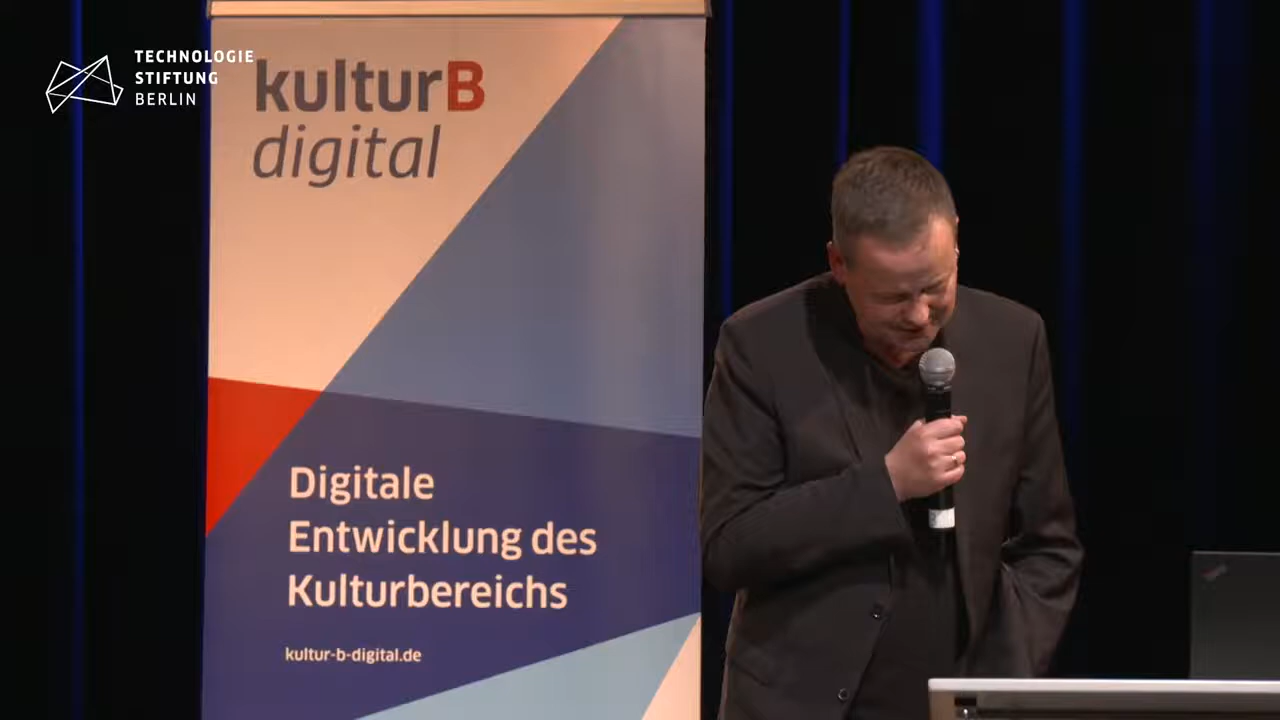 TECHNOLOGIE
STIFTUNG
BERLIN
kulturB
digital
Digitale
Entwicklung des
Kulturbereichs
kultur-b-digital.de